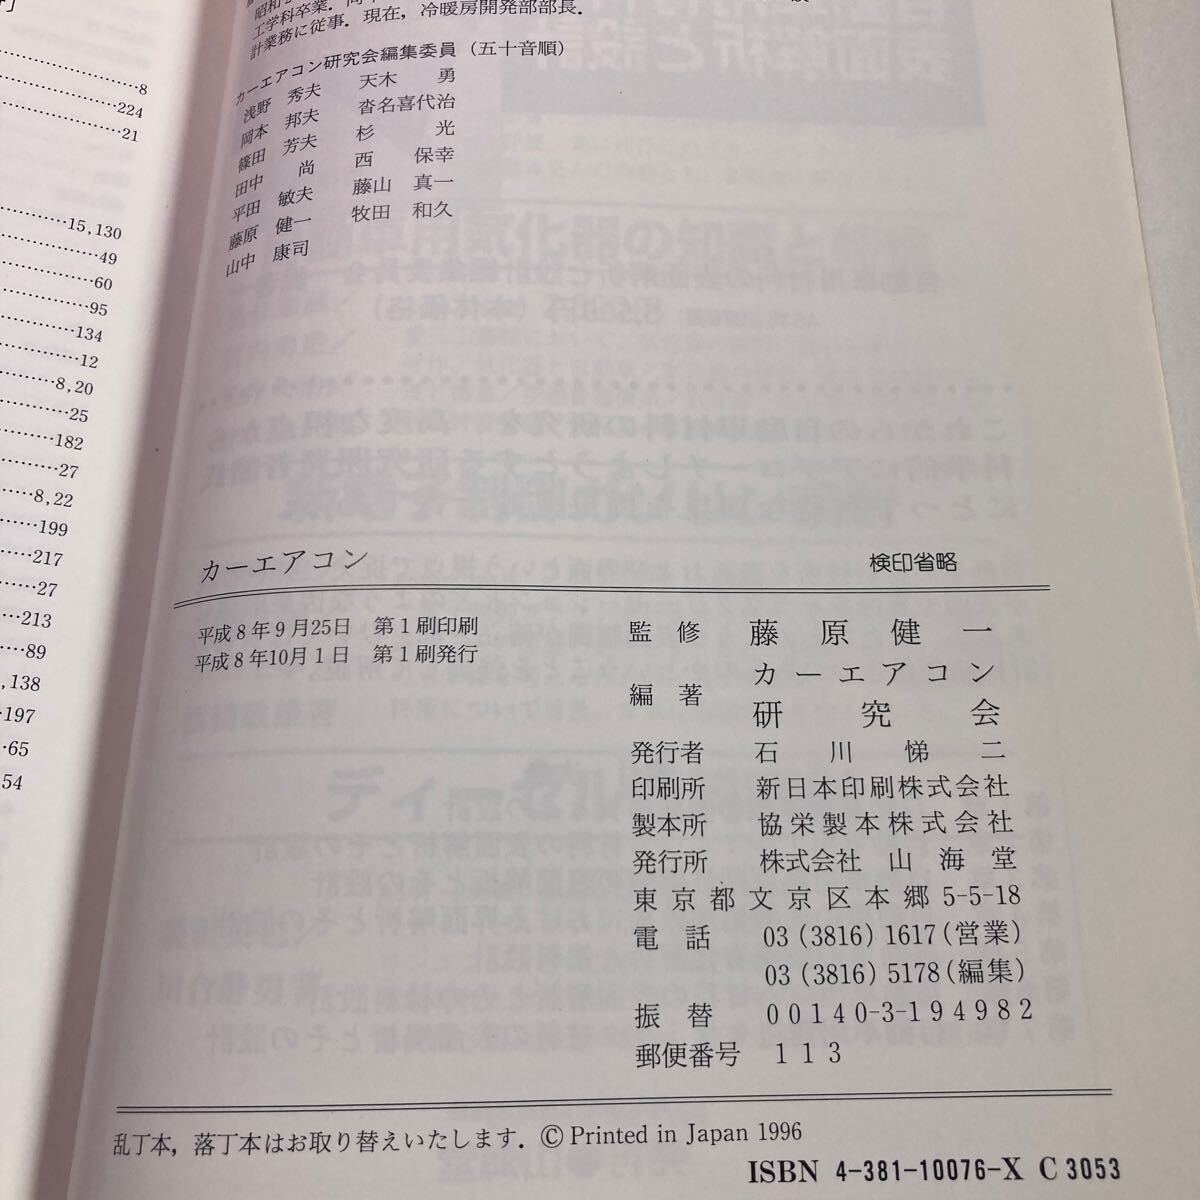 8
224
21
15,130
49
60
95
134
12
8,20
25
182
27
8,22
199
217
27
213
89
,138
197
65
54
計業務に従事．現在，冷暖房開発部部長．
カーエアコン研究会編集委員（五十音順）
浅野 秀夫 天木 勇
岡本 邦夫 沓名喜代治
篠田 芳夫 杉 光
田中 尚 西 保幸
平田 敏夫 藤山 真一
藤原 健一 牧田 和久
山中 康司
カーエアコン 検印省略
平成8年9月25日 第1刷印刷
平成8年10月1日 第1刷発行
監修 藤原健一
編著 カーエアコン
研究会
発行者 石川悌二
印刷所 新日本印刷株式会社
製本所 協栄製本株式会社
発行所 株式会社 山海堂
東京都文京区本郷5-5-18
電話 03(3816)1617(営業)
03(3816)5178(編集)
振替 00140-3-194982
郵便番号 113
乱丁本，落丁本はお取り替えいたします．© Printed in Japan 1996
ISBN 4-381-10076-X C3053